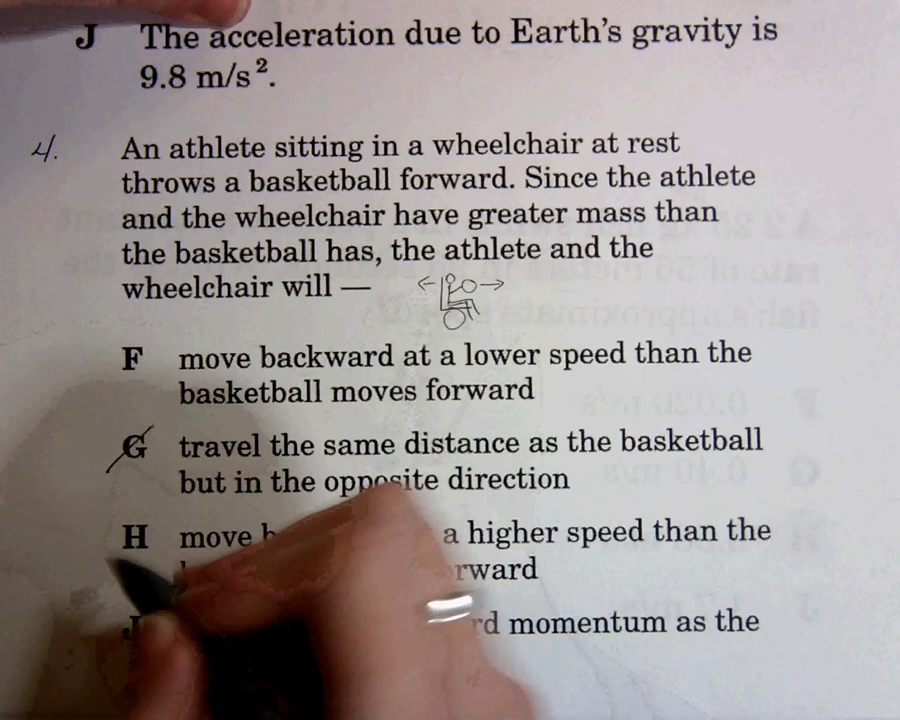 J The acceleration due to Earth's gravity is
9.8 m/s².
4. An athlete sitting in a wheelchair at rest
throws a basketball forward. Since the athlete
and the wheelchair have greater mass than
the basketball has, the athlete and the
wheelchair will —
F move backward at a lower speed than the
basketball moves forward
G travel the same distance as the basketball
but in the opposite direction
H move a higher speed than the
J momentum as the